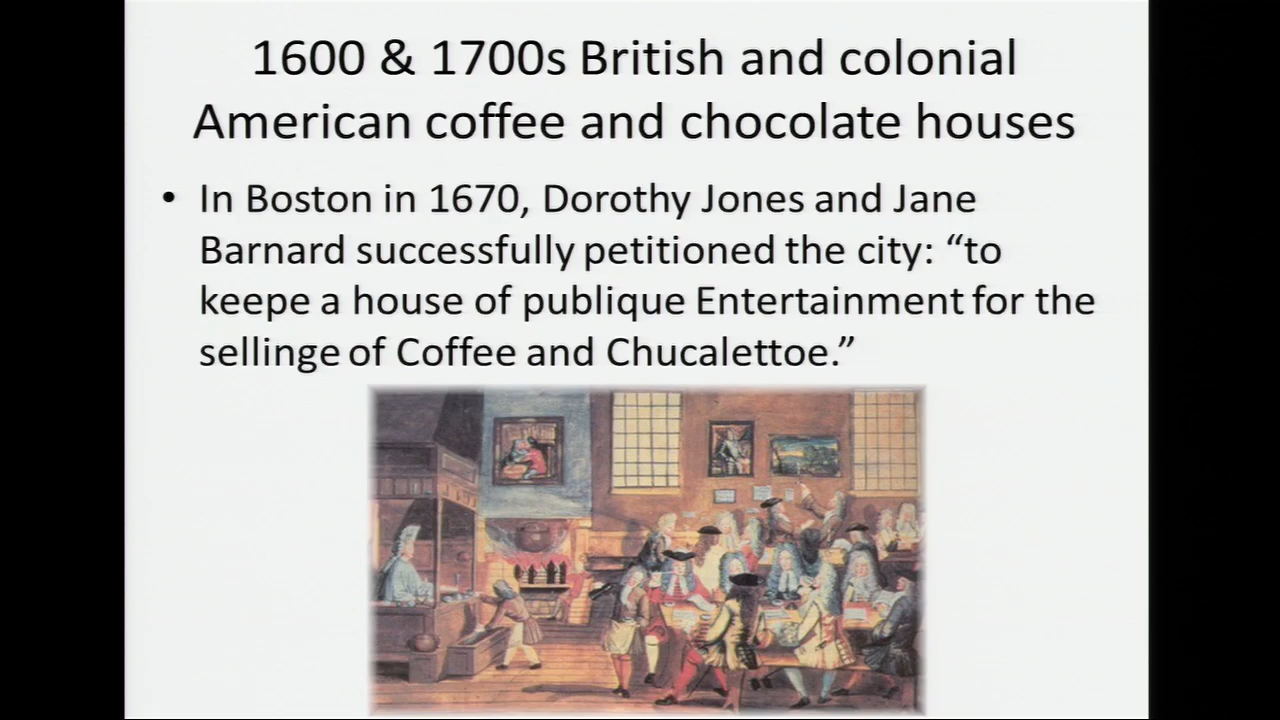 1600 & 1700s British and colonial
American coffee and chocolate houses
• In Boston in 1670, Dorothy Jones and Jane
Barnard successfully petitioned the city: “to
keepe a house of publique Entertainment for the
sellinge of Coffee and Chucalettoe.”